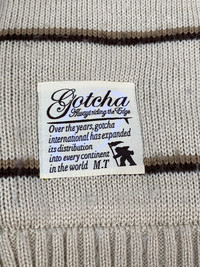 Gotcha
Always riding the Edge
Over the years, gotcha
international has expanded
its distribution
into every continent
in the world M.T